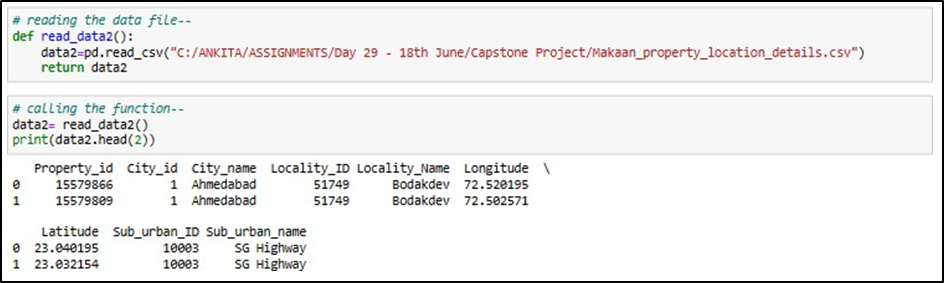 # reading the data file--
def read_data2():
    data2=pd.read_csv("C:/ANKITA/ASSIGNMENTS/Day 29 - 18th June/Capstone Project/Makaan_property_location_details.csv")
    return data2
# calling the function--
data2= read_data2()
print(data2.head(2))
   Property_id  City_id  City_name  Locality_ID Locality_Name  Longitude  \
0     15579866        1  Ahmedabad        51749      Bodakdev  72.520195
1     15579809        1  Ahmedabad        51749      Bodakdev  72.502571
    Latitude  Sub_urban_ID Sub_urban_name
0  23.040195         10003     SG Highway
1  23.032154         10003     SG Highway